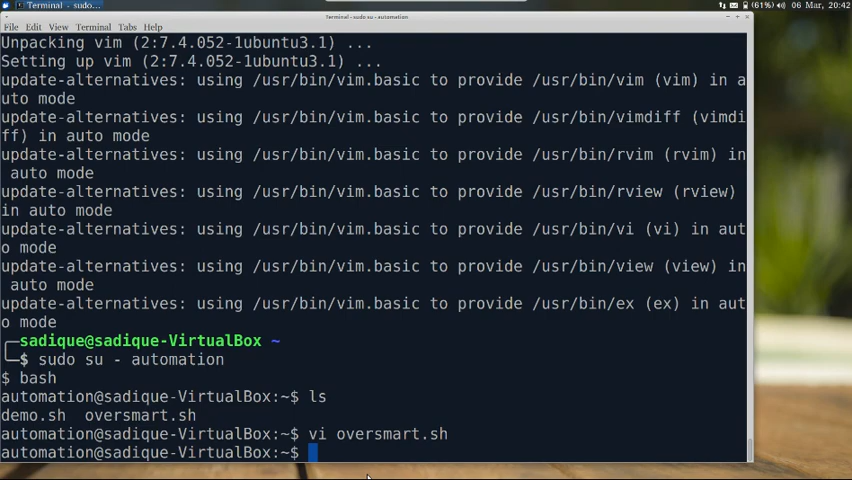 Terminal - sudo...
(61%) 06 Mar, 20:42
Terminal - sudo su - automation
File Edit View Terminal Tabs Help
Unpacking vim (2:7.4.052-1ubuntu3.1) ...
Setting up vim (2:7.4.052-1ubuntu3.1) ...
update-alternatives: using /usr/bin/vim.basic to provide /usr/bin/vim (vim) in a
uto mode
update-alternatives: using /usr/bin/vim.basic to provide /usr/bin/vimdiff (vimdi
ff) in auto mode
update-alternatives: using /usr/bin/vim.basic to provide /usr/bin/rvim (rvim) in
 auto mode
update-alternatives: using /usr/bin/vim.basic to provide /usr/bin/rview (rview)
in auto mode
update-alternatives: using /usr/bin/vim.basic to provide /usr/bin/vi (vi) in aut
o mode
update-alternatives: using /usr/bin/vim.basic to provide /usr/bin/view (view) in
 auto mode
update-alternatives: using /usr/bin/vim.basic to provide /usr/bin/ex (ex) in aut
o mode
sadique@sadique-VirtualBox ~
$ sudo su - automation
$ bash
automation@sadique-VirtualBox:~$ ls
demo.sh  oversmart.sh
automation@sadique-VirtualBox:~$ vi oversmart.sh
automation@sadique-VirtualBox:~$